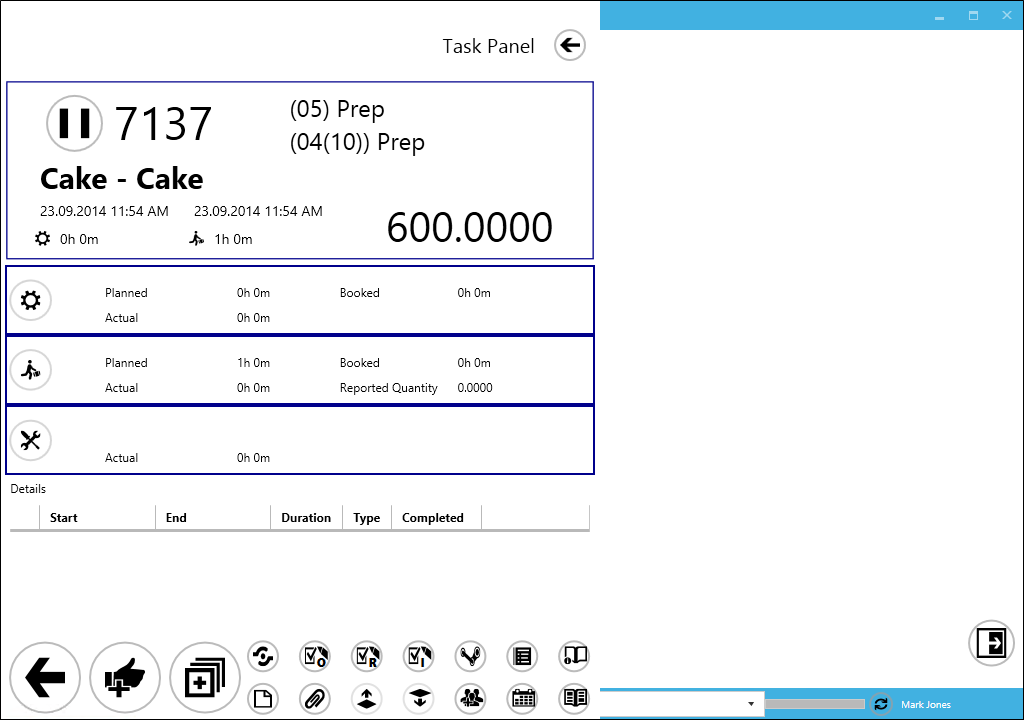 Task Panel
7137
(05) Prep
(04(10)) Prep
Cake - Cake
23.09.2014 11:54 AM 23.09.2014 11:54 AM
600.0000
0h 0m 1h 0m
Planned 0h 0m Booked 0h 0m
Actual 0h 0m
Planned 1h 0m Booked 0h 0m
Actual 0h 0m Reported Quantity 0.0000
Actual 0h 0m
Details
Start End Duration Type Completed
O R I
Mark Jones